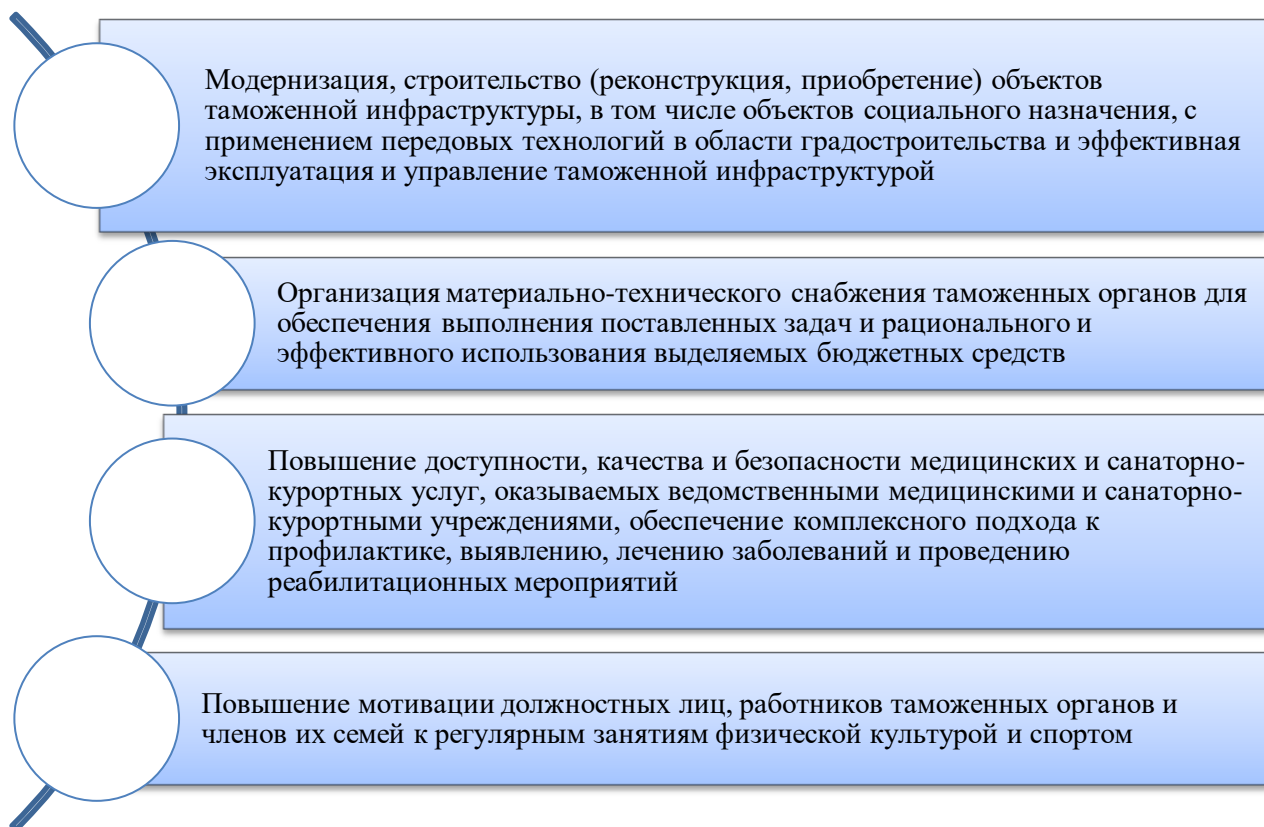 Модернизация, строительство (реконструкция, приобретение) объектов
таможенной инфраструктуры, в том числе объектов социального назначения, с
применением передовых технологий в области градостроительства и эффективная
эксплуатация и управление таможенной инфраструктурой
Организация материально-технического снабжения таможенных органов для
обеспечения выполнения поставленных задач и рационального и
эффективного использования выделяемых бюджетных средств
Повышение доступности, качества и безопасности медицинских и санаторно-
курортных услуг, оказываемых ведомственными медицинскими и санаторно-
курортными учреждениями, обеспечение комплексного подхода к
профилактике, выявлению, лечению заболеваний и проведению
реабилитационных мероприятий
Повышение мотивации должностных лиц, работников таможенных органов и
членов их семей к регулярным занятиям физической культурой и спортом